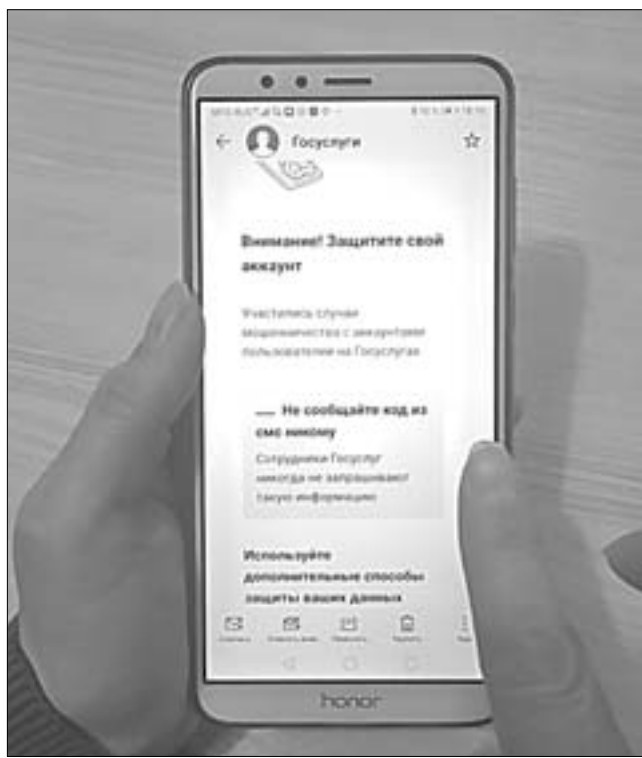 Госуслуги
Внимание! Защитите свой
аккаунт
Участились случаи
мошенничества с аккаунтами
пользователей на Госуслугах
Не сообщайте код из
смс никому
Сотрудники Госуслуг
никогда не запрашивают
такую информацию
Используйте
дополнительные способы
защиты ваших данных
honor